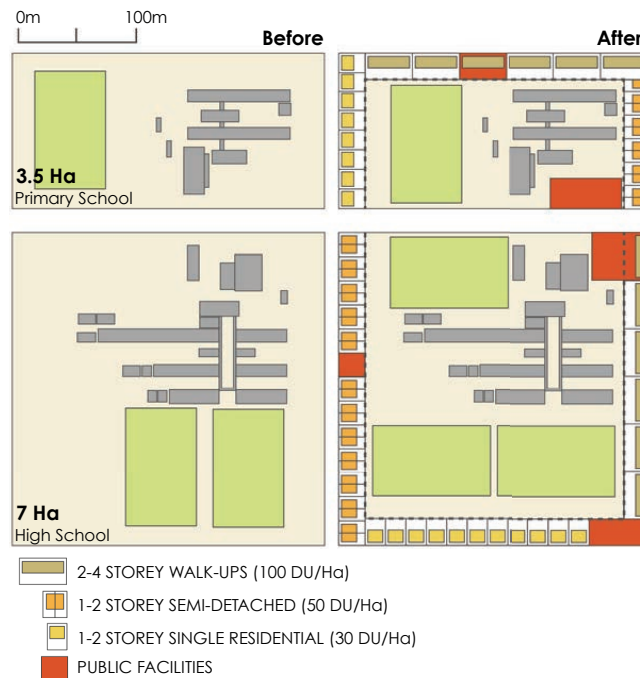 0m 100m
Before
After
3.5 Ha
Primary School
7 Ha
High School
2-4 STOREY WALK-UPS (100 DU/Ha)
1-2 STOREY SEMI-DETACHED (50 DU/Ha)
1-2 STOREY SINGLE RESIDENTIAL (30 DU/Ha)
PUBLIC FACILITIES